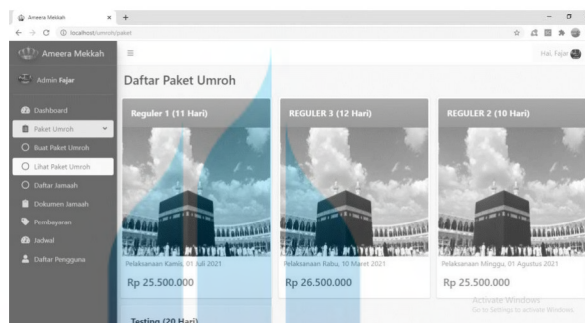 Ameera Mekkah
localhost/umroh/paket
Ameera Mekkah
Hai, Fajar
Admin Fajar
Dashboard
Paket Umroh
Buat Paket Umroh
Lihat Paket Umroh
Daftar Jamaah
Dokumen Jamaah
Pembayaran
Jadwal
Daftar Pengguna
Daftar Paket Umroh
Reguler 1 (11 Hari)
Pelaksanaan Kamis, 01 Juli 2021
Rp 25.500.000
REGULER 3 (12 Hari)
Pelaksanaan Rabu, 10 Maret 2021
Rp 26.500.000
REGULER 2 (10 Hari)
Pelaksanaan Minggu, 01 Agustus 2021
Rp 25.500.000
Testing (20 Hari)
Activate Windows
Go to Settings to activate Windows.